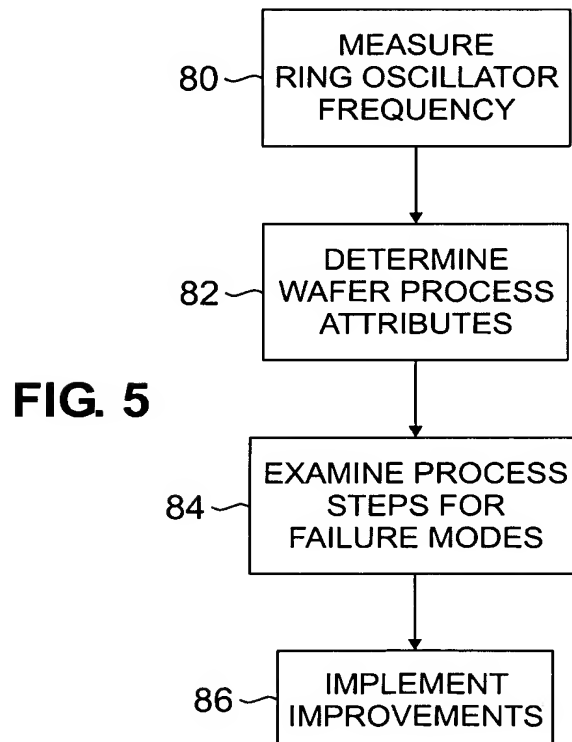 80
MEASURE
RING OSCILLATOR
FREQUENCY
82
DETERMINE
WAFER PROCESS
ATTRIBUTES
FIG. 5
84
EXAMINE PROCESS
STEPS FOR
FAILURE MODES
86
IMPLEMENT
IMPROVEMENTS